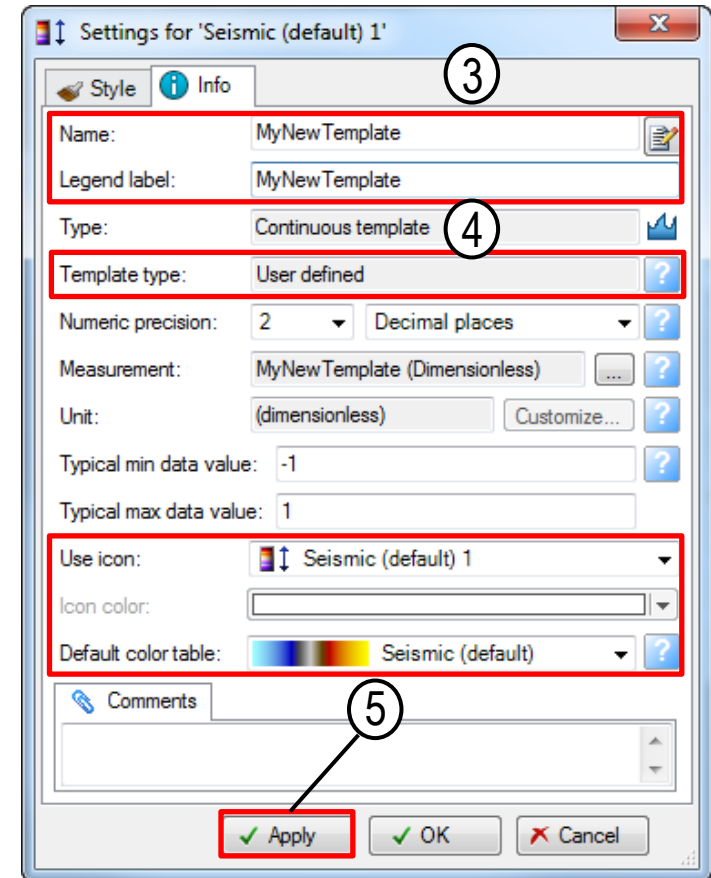 Settings for 'Seismic (default) 1'
x
3
Style
Info
Name: MyNewTemplate
Legend label: MyNewTemplate
Type: Continuous template
4
Template type: User defined ?
Numeric precision: 2 Decimal places ?
Measurement: MyNewTemplate (Dimensionless) ... ?
Unit: (dimensionless) Customize... ?
Typical min data value: -1 ?
Typical max data value: 1
Use icon: Seismic (default) 1
Icon color:
Default color table: Seismic (default) ?
Comments
5
Apply OK Cancel